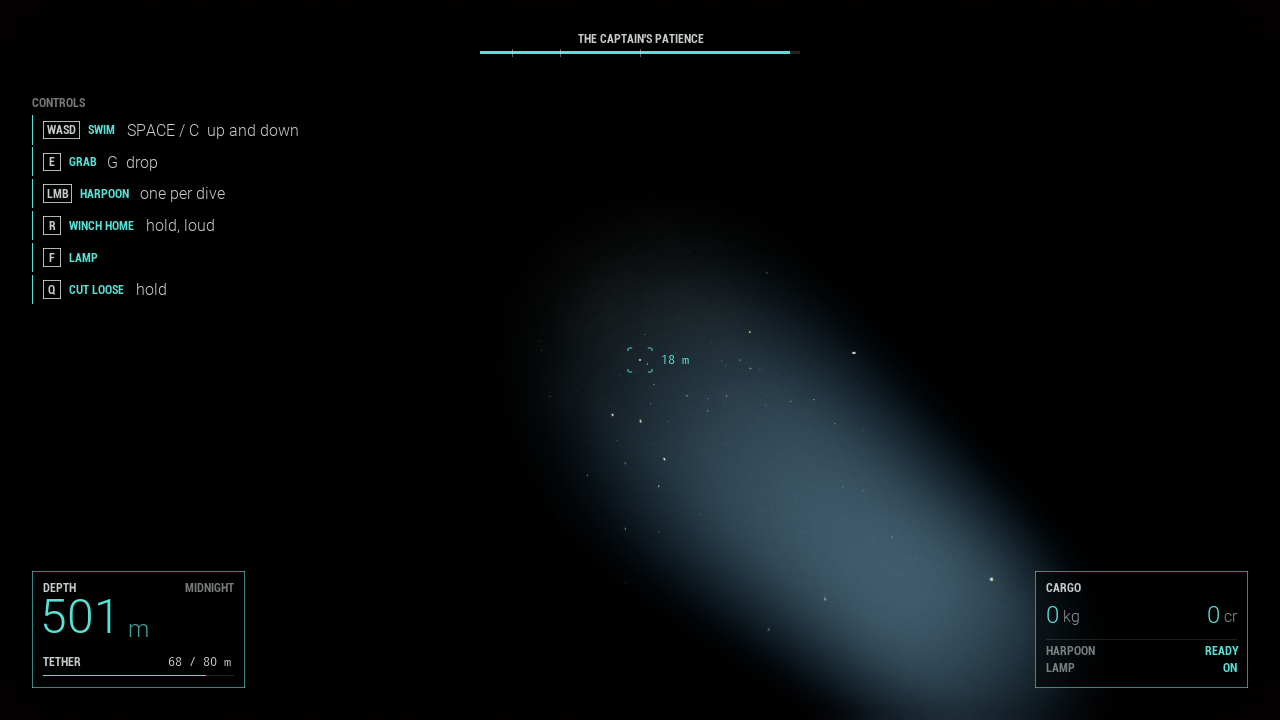 THE CAPTAIN'S PATIENCE
CONTROLS
WASD SWIM SPACE / C up and down
E GRAB G drop
LMB HARPOON one per dive
R WINCH HOME hold, loud
F LAMP
Q CUT LOOSE hold
18 m
DEPTH MIDNIGHT
501 m
TETHER 68 / 80 m
CARGO
0 kg 0 cr
HARPOON READY
LAMP ON